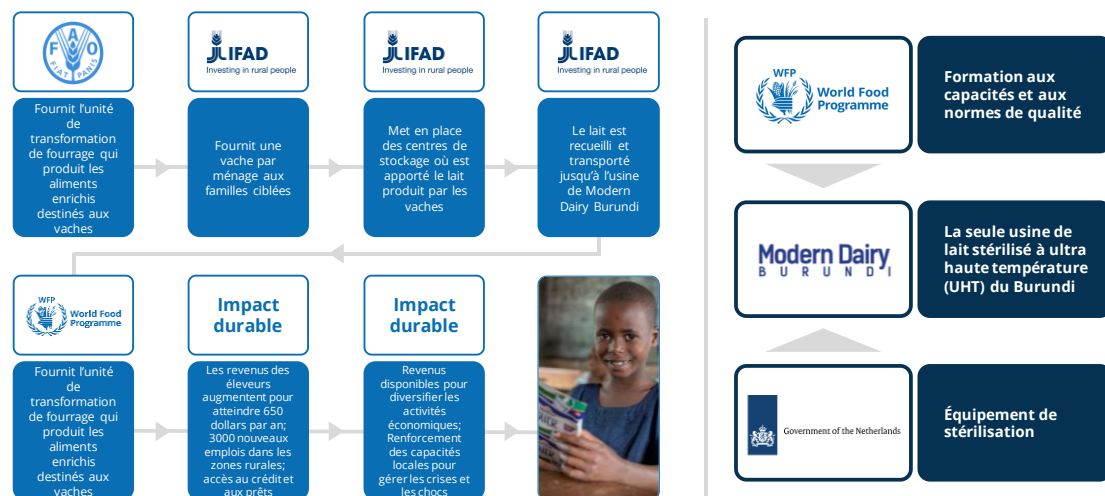 F A O
FIAT PANIS
IFAD
Investing in rural people
IFAD
Investing in rural people
IFAD
Investing in rural people
Fournit l’unité
de
transformation
de fourrage qui
produit les
aliments
enrichis
destinés aux
vaches
Fournit une
vache par
ménage aux
familles ciblées
Met en place
des centres de
stockage où est
apporté le lait
produit par les
vaches
Le lait est
recueilli et
transporté
jusqu’à l’usine
de Modern
Dairy Burundi
WFP
World Food
Programme
Impact
durable
Impact
durable
Fournit l’unité
de
transformation
de fourrage qui
produit les
aliments
enrichis
destinés aux
vaches
Les revenus des
éleveurs
augmentent pour
atteindre 650
dollars par an;
3000 nouveaux
emplois dans les
zones rurales;
accès au crédit et
aux prêts
Revenus
disponibles pour
diversifier les
activités
économiques;
Renforcement
des capacités
locales pour
gérer les crises et
les chocs
WFP
World Food
Programme
Formation aux
capacités et aux
normes de qualité
Modern Dairy
BURUNDI
La seule usine de
lait stérilisé à ultra
haute température
(UHT) du Burundi
Government of the Netherlands
Équipement de
stérilisation